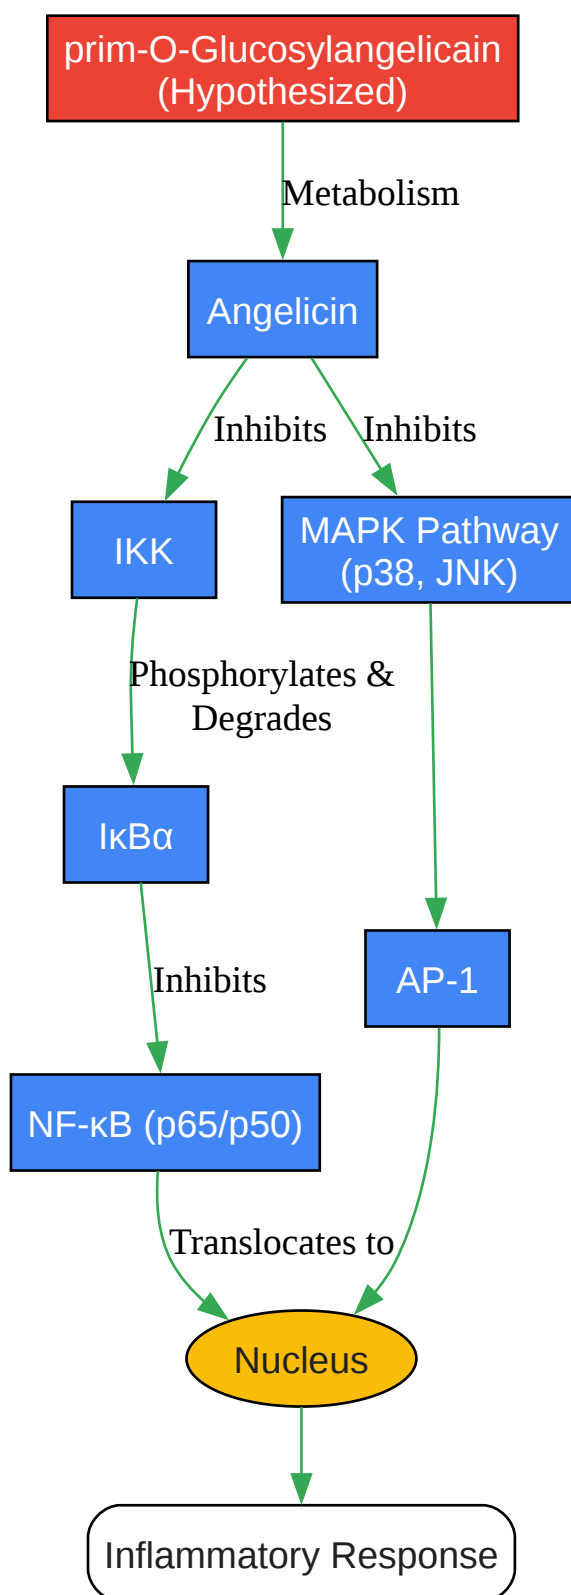 prim-O-Glucosylangelicain
(Hypothesized)
Metabolism
Angelicin
Inhibits
Inhibits
IKK
MAPK Pathway
(p38, JNK)
Phosphorylates &
Degrades
IκBα
Inhibits
AP-1
NF-κB (p65/p50)
Translocates to
Nucleus
Inflammatory Response